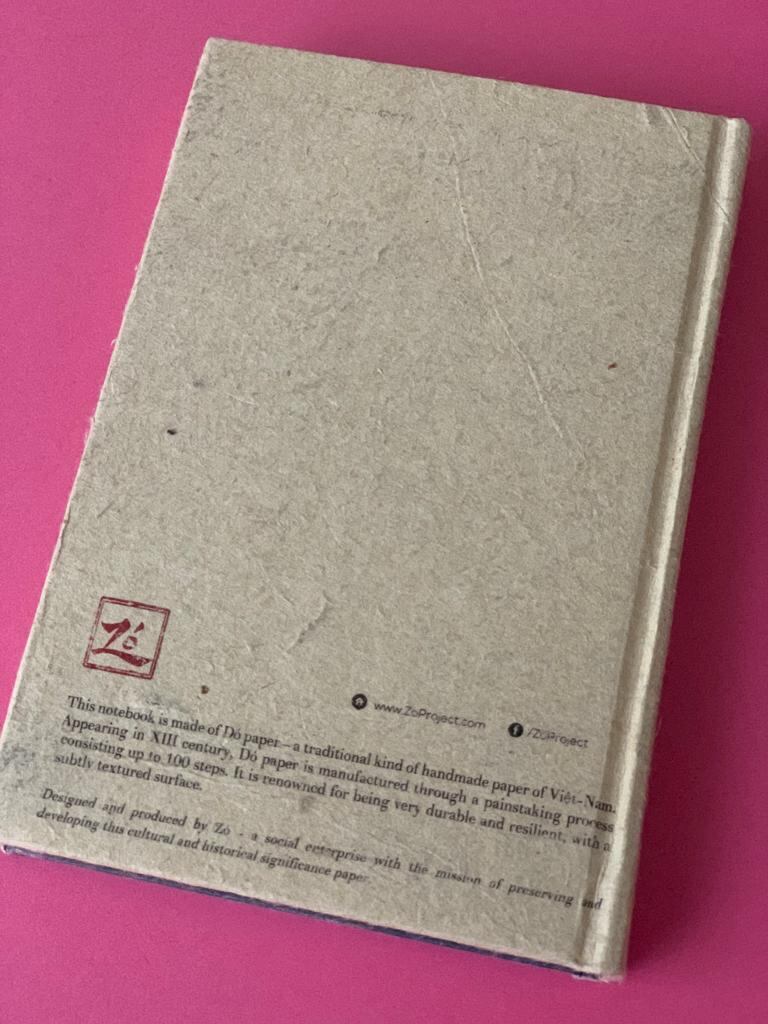 Zó
www.ZoProject.com
/ZoProject
This notebook is made of Dó paper – a traditional kind of handmade paper of Việt-Nam.
Appearing in XIII century, Dó paper is manufactured through a painstaking process
consisting up to 100 steps. It is renowned for being very durable and resilient, with a
subtly textured surface.
Designed and produced by Zó - a social enterprise with the mission of preserving and
developing this cultural and historical significance paper.